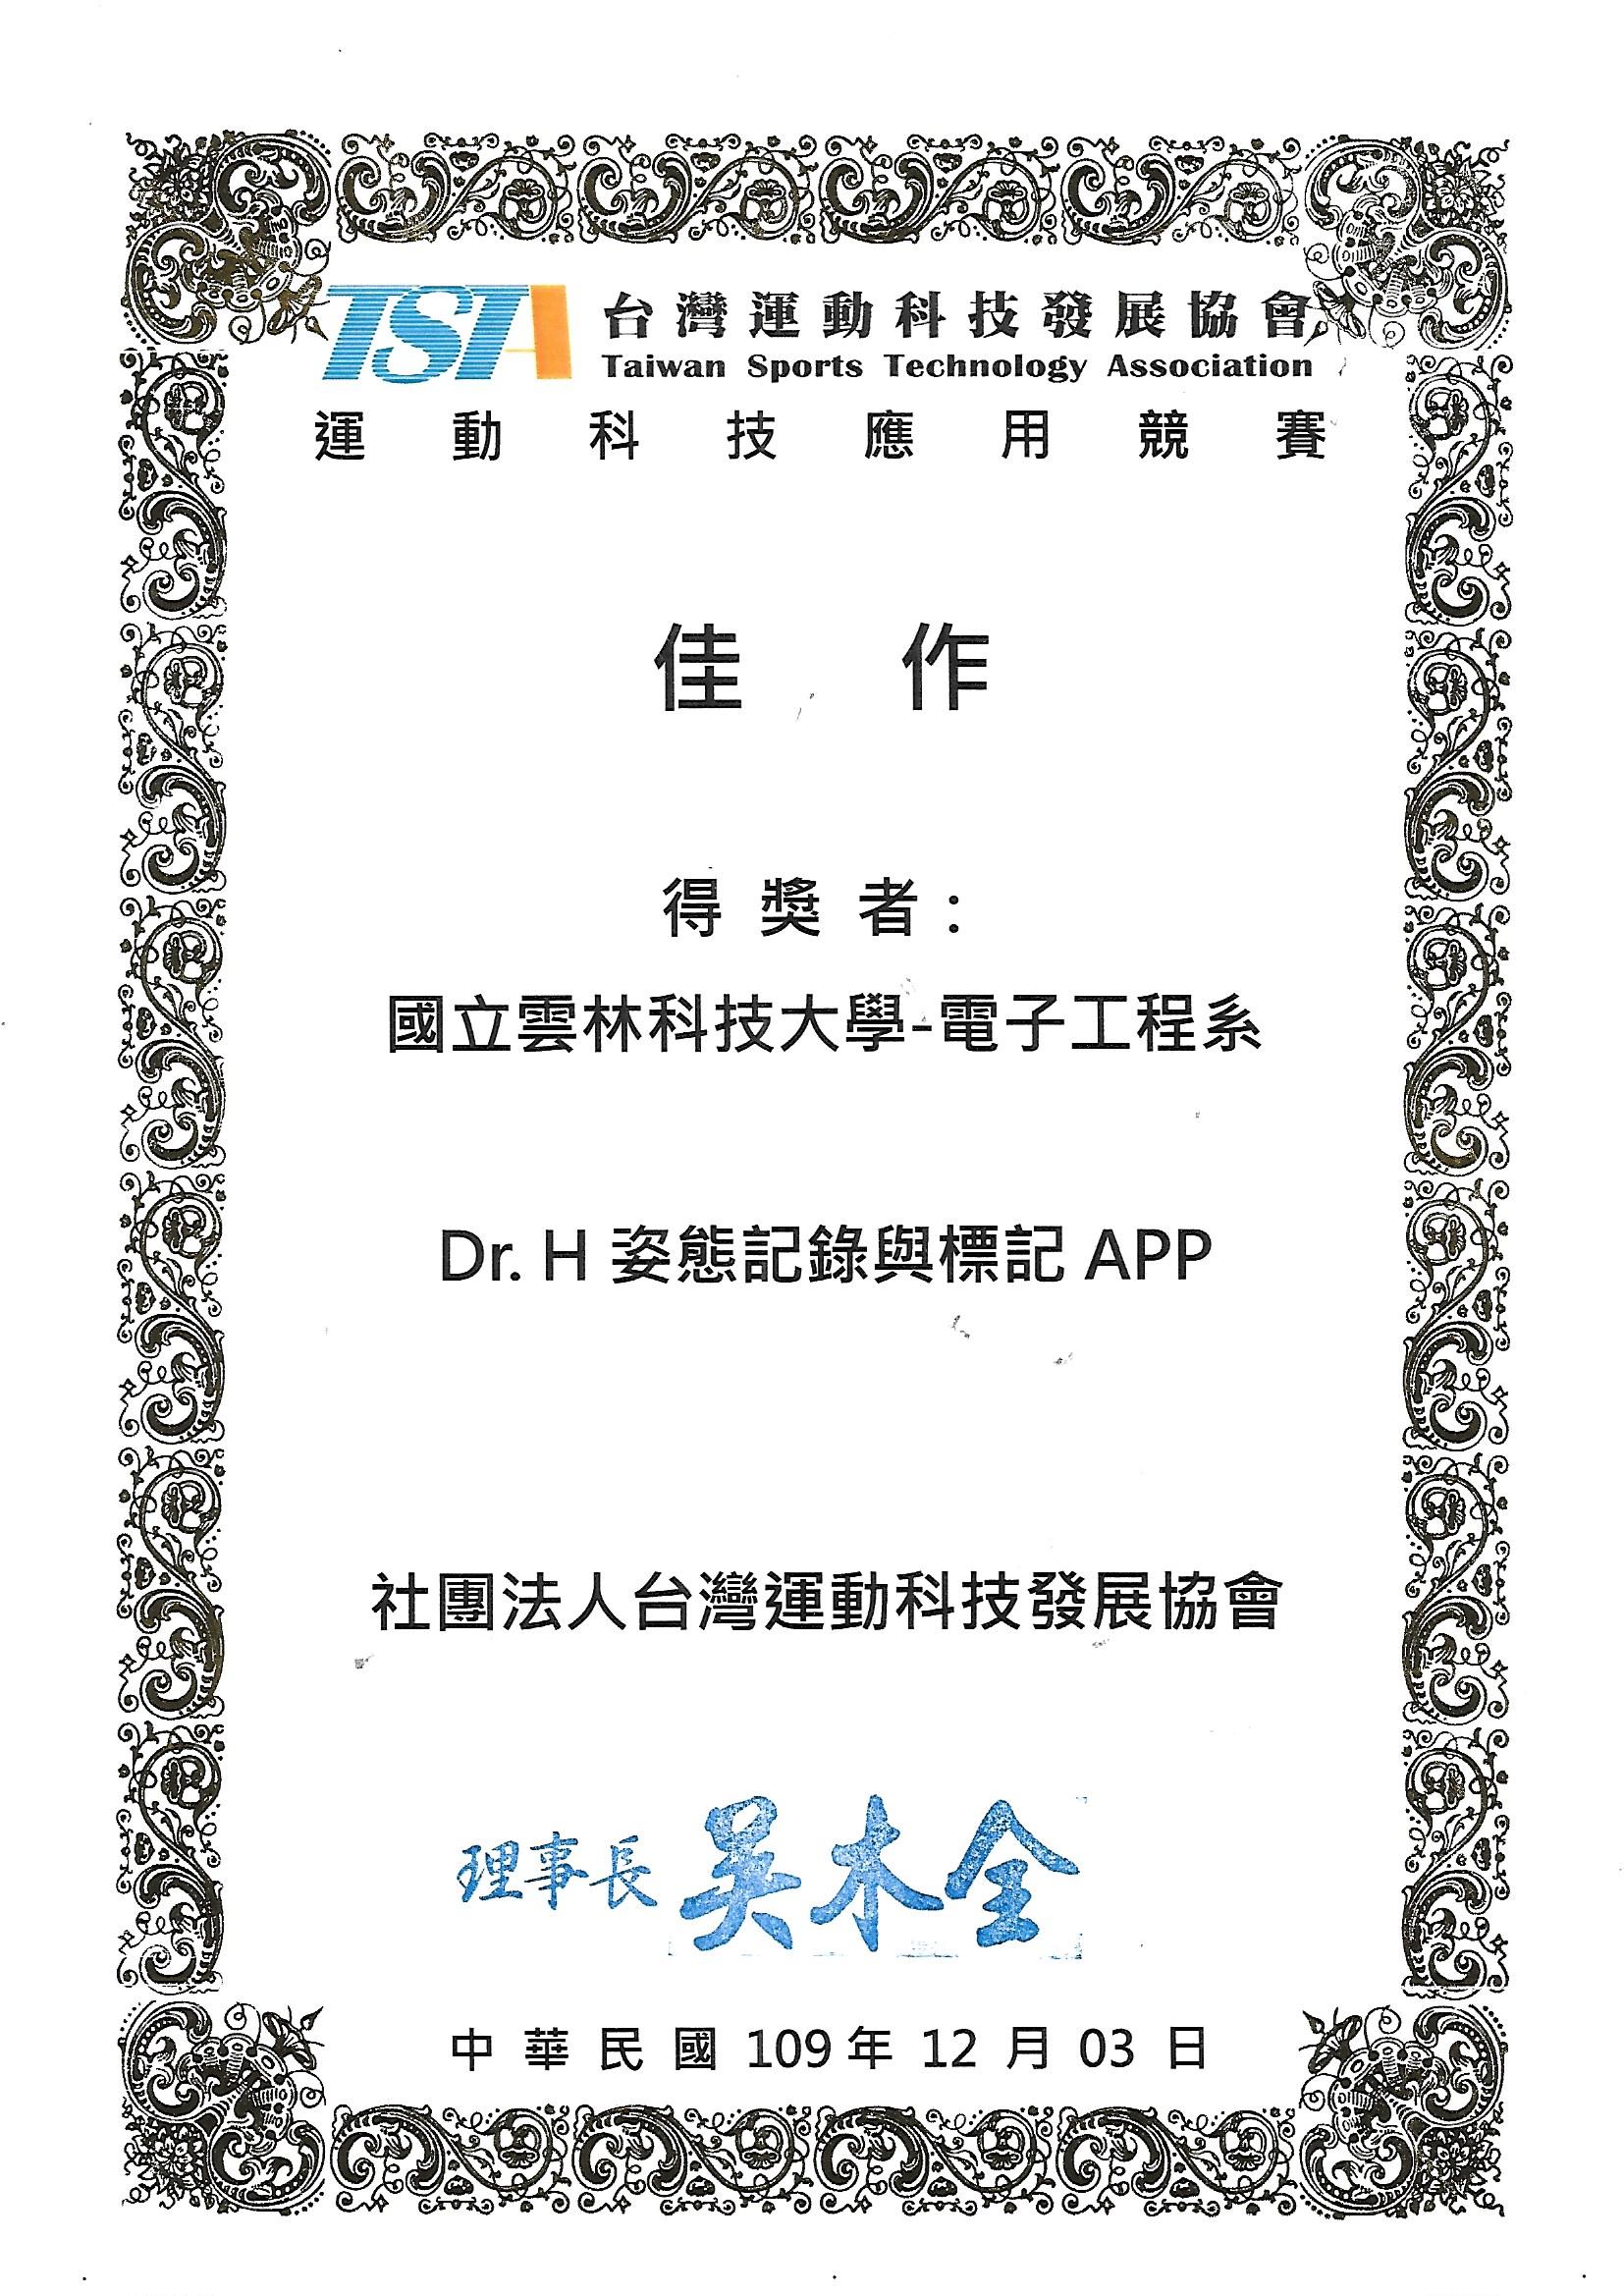 TSTA 台灣運動科技發展協會
Taiwan Sports Technology Association
運動科技應用競賽
佳作
得獎者:
國立雲林科技大學-電子工程系
Dr. H 姿態記錄與標記 APP
社團法人台灣運動科技發展協會
理事長 吳木全
中華民國 109 年 12 月 03 日